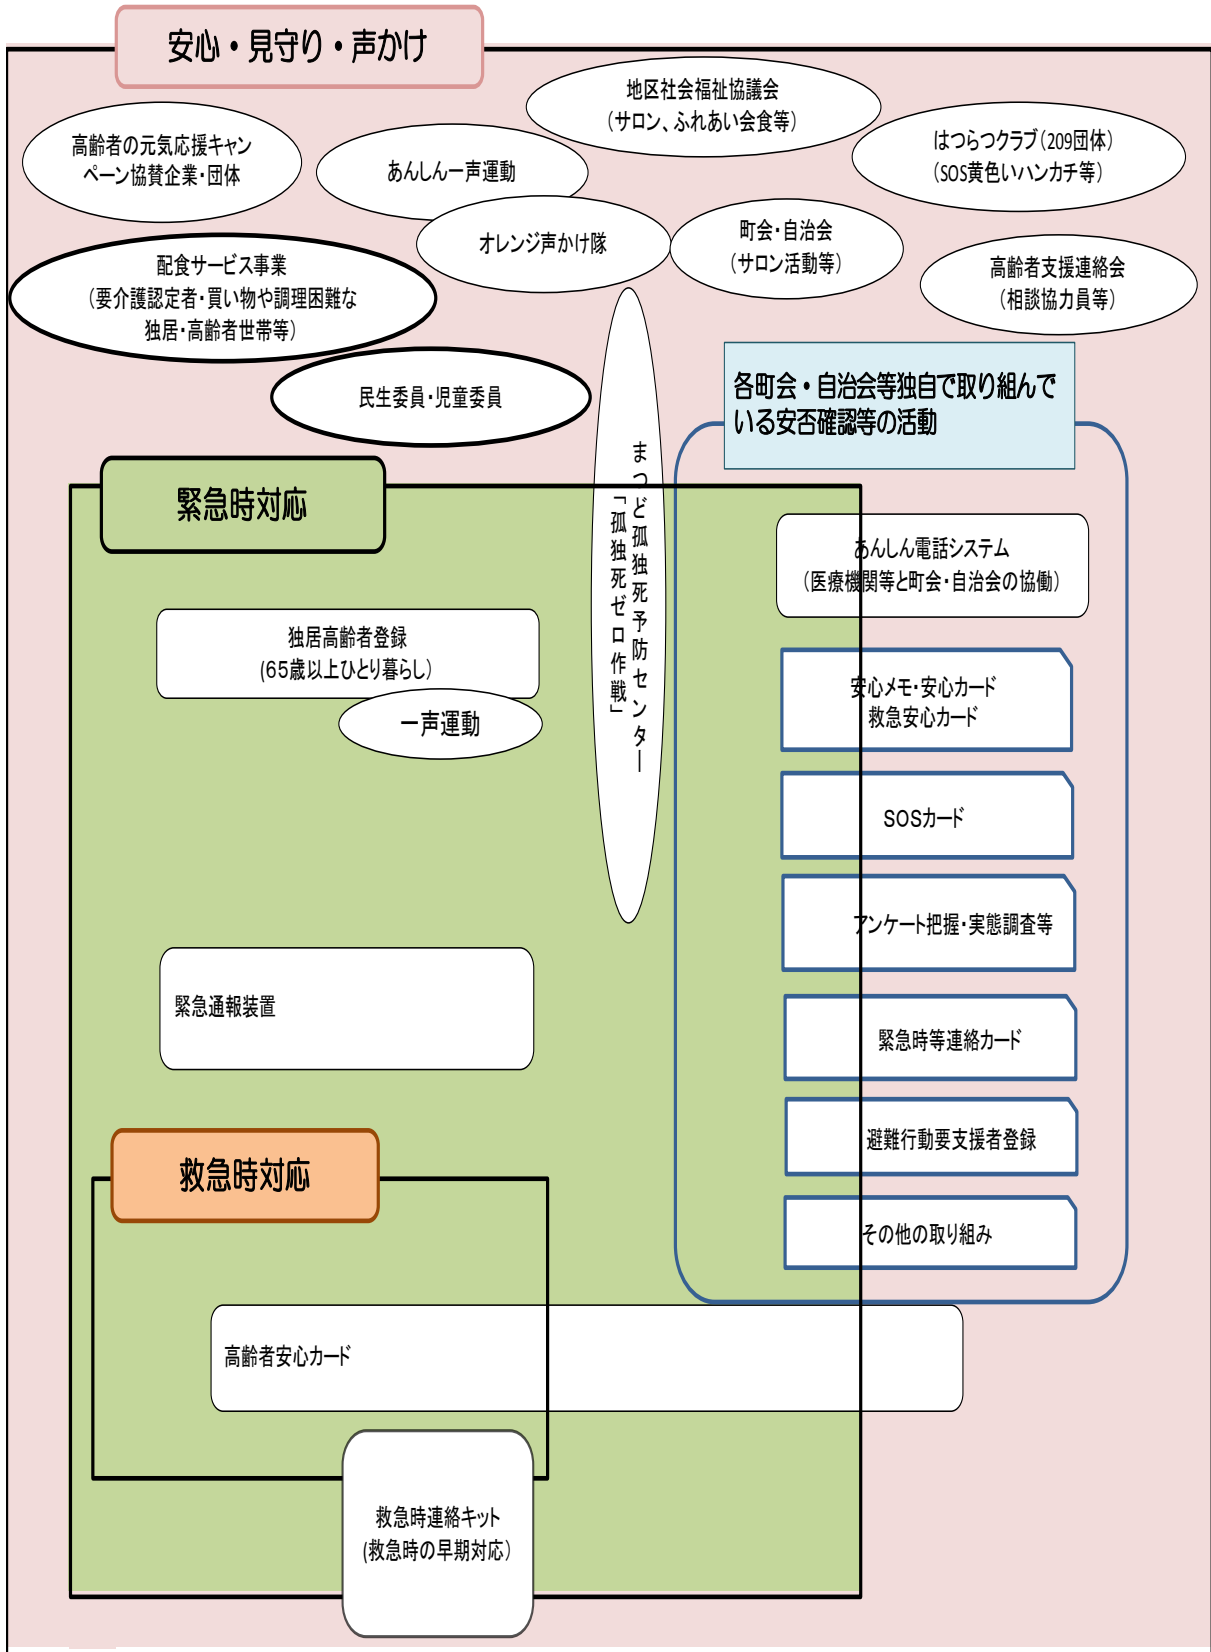 安心・見守り・声かけ
地区社会福祉協議会
（サロン、ふれあい会食等）
高齢者の元気応援キャン
ペーン協賛企業・団体
あんしん一声運動
はつらつクラブ（209団体）
（SOS黄色いハンカチ等）
オレンジ声かけ隊
町会・自治会
（サロン活動等）
高齢者支援連絡会
（相談協力員等）
配食サービス事業
（要介護認定者・買い物や調理困難な
独居・高齢者世帯等）
民生委員・児童委員
まつど孤独死予防センター
「孤独死ゼロ作戦」
各町会・自治会等独自で取り組んで
いる安否確認等の活動
緊急時対応
あんしん電話システム
（医療機関等と町会・自治会の協働）
独居高齢者登録
(65歳以上ひとり暮らし）
一声運動
安心メモ・安心カード
救急安心カード
SOSカード
アンケート把握・実態調査等
緊急通報装置
緊急時等連絡カード
避難行動要支援者登録
救急時対応
その他の取り組み
高齢者安心カード
救急時連絡キット
(救急時の早期対応）